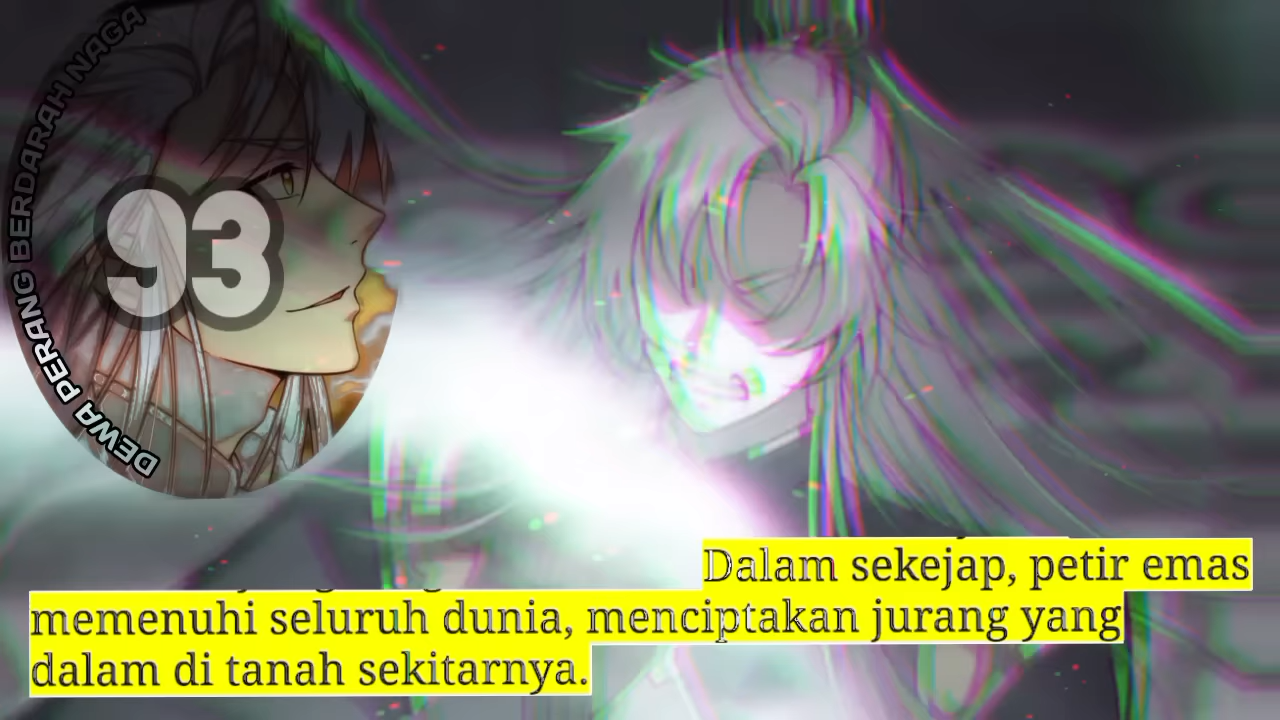 DEWA PERANG BERDARAH NAGA
93
Dalam sekejap, petir emas
memenuhi seluruh dunia, menciptakan jurang yang
dalam di tanah sekitarnya.